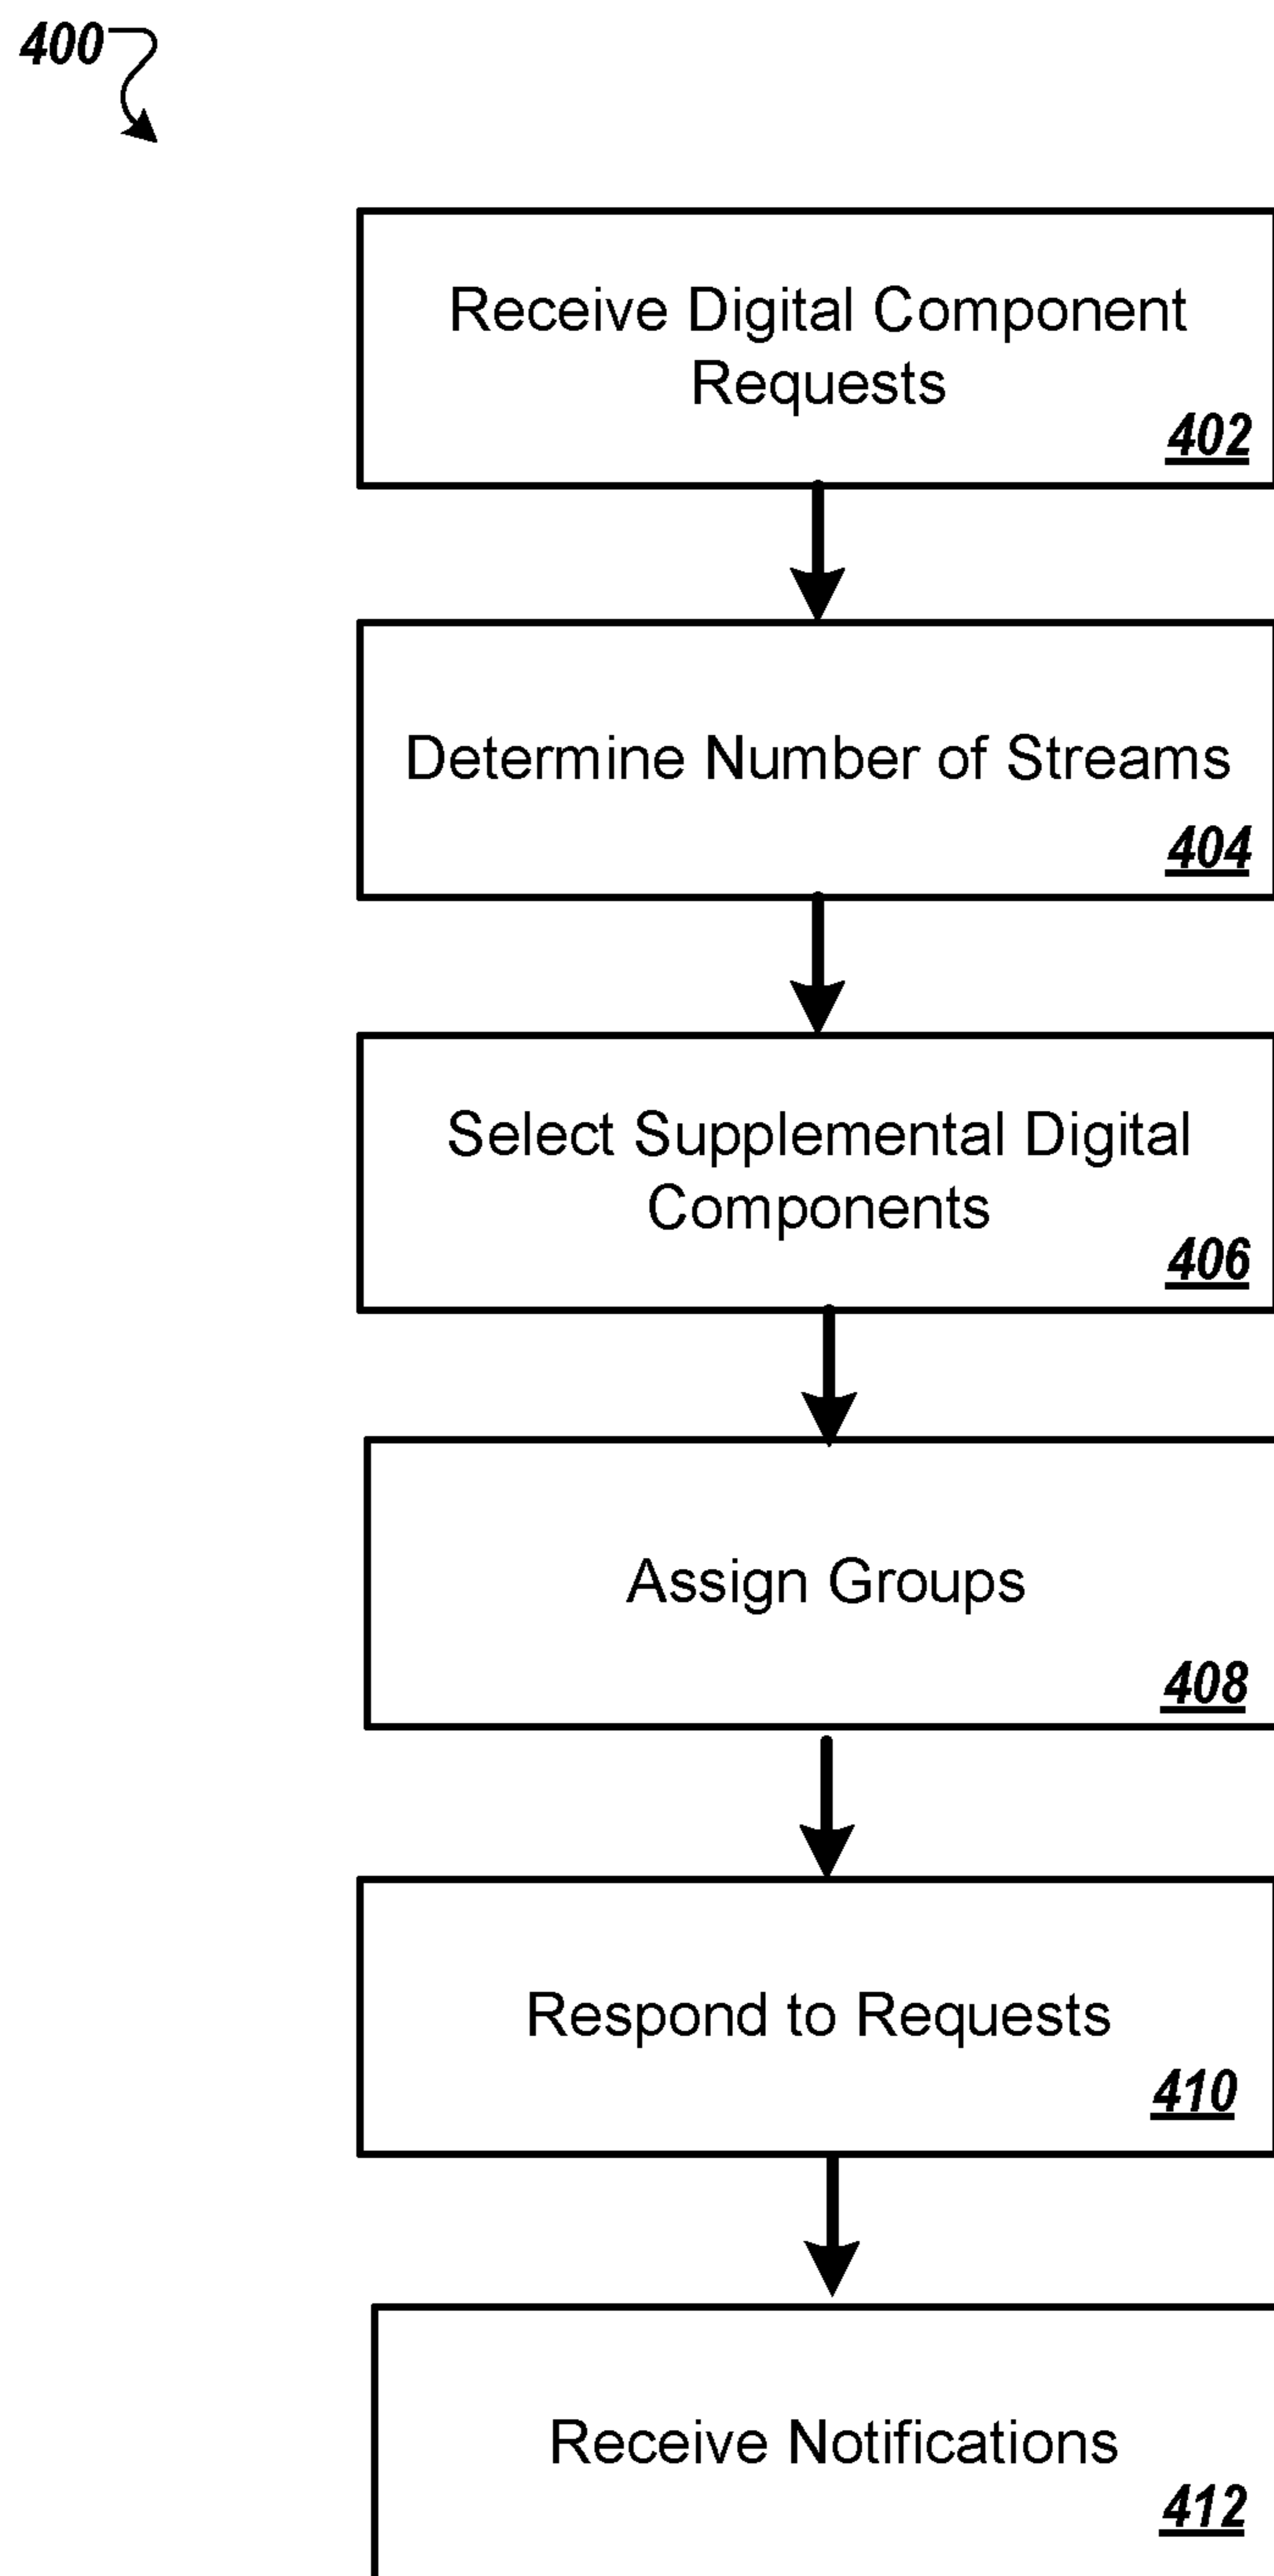 400
Receive Digital Component
Requests
402
Determine Number of Streams
404
Select Supplemental Digital
Components
406
Assign Groups
408
Respond to Requests
410
Receive Notifications
412